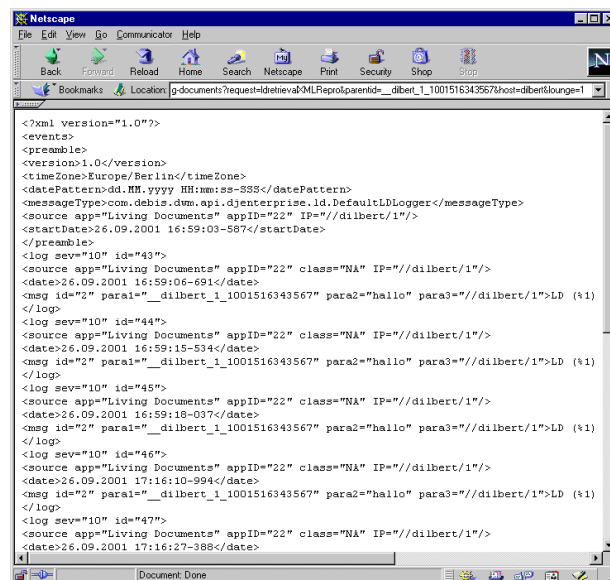 Netscape
File Edit View Go Communicator Help
Back Forward Reload Home Search Netscape Print Security Shop Stop
My
N
Bookmarks Location: g-documents?request=ldretrievalXMLRepro&parentid=__dilbert_1_1001516343567&host=dilbert&lounge=1
<?xml version="1.0"?>
<events>
<preamble>
<version>1.0</version>
<timeZone>Europe/Berlin</timeZone>
<datePattern>dd.MM.yyyy HH:mm:ss-SSS</datePattern>
<messageType>com.debis.dwm.api.djenterprise.ld.DefaultLDLogger</messageType>
<source app="Living Documents" appID="22" IP="//dilbert/1"/>
<startDate>26.09.2001 16:59:03-587</startDate>
</preamble>
<log sev="10" id="43">
<source app="Living Documents" appID="22" class="NA" IP="//dilbert/1"/>
<date>26.09.2001 16:59:06-691</date>
<msg id="2" para1="__dilbert_1_1001516343567" para2="hallo" para3="//dilbert/1">LD (%1)
</log>
<log sev="10" id="44">
<source app="Living Documents" appID="22" class="NA" IP="//dilbert/1"/>
<date>26.09.2001 16:59:15-534</date>
<msg id="2" para1="__dilbert_1_1001516343567" para2="hallo" para3="//dilbert/1">LD (%1)
</log>
<log sev="10" id="45">
<source app="Living Documents" appID="22" class="NA" IP="//dilbert/1"/>
<date>26.09.2001 16:59:18-037</date>
<msg id="2" para1="__dilbert_1_1001516343567" para2="hallo" para3="//dilbert/1">LD (%1)
</log>
<log sev="10" id="46">
<source app="Living Documents" appID="22" class="NA" IP="//dilbert/1"/>
<date>26.09.2001 17:16:10-994</date>
<msg id="2" para1="__dilbert_1_1001516343567" para2="hallo" para3="//dilbert/1">LD (%1)
</log>
<log sev="10" id="47">
<source app="Living Documents" appID="22" class="NA" IP="//dilbert/1"/>
<date>26.09.2001 17:16:27-388</date>
Document: Done